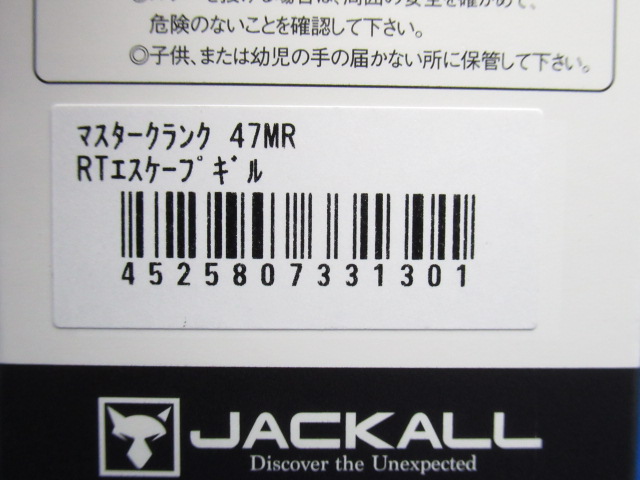 危険のないことを確認して下さい。
◎子供、または幼児の手の届かない所に保管して下さい。
マスタークランク 47MR
RTエスケープギル
4525807331301
JACKALL
Discover the Unexpected